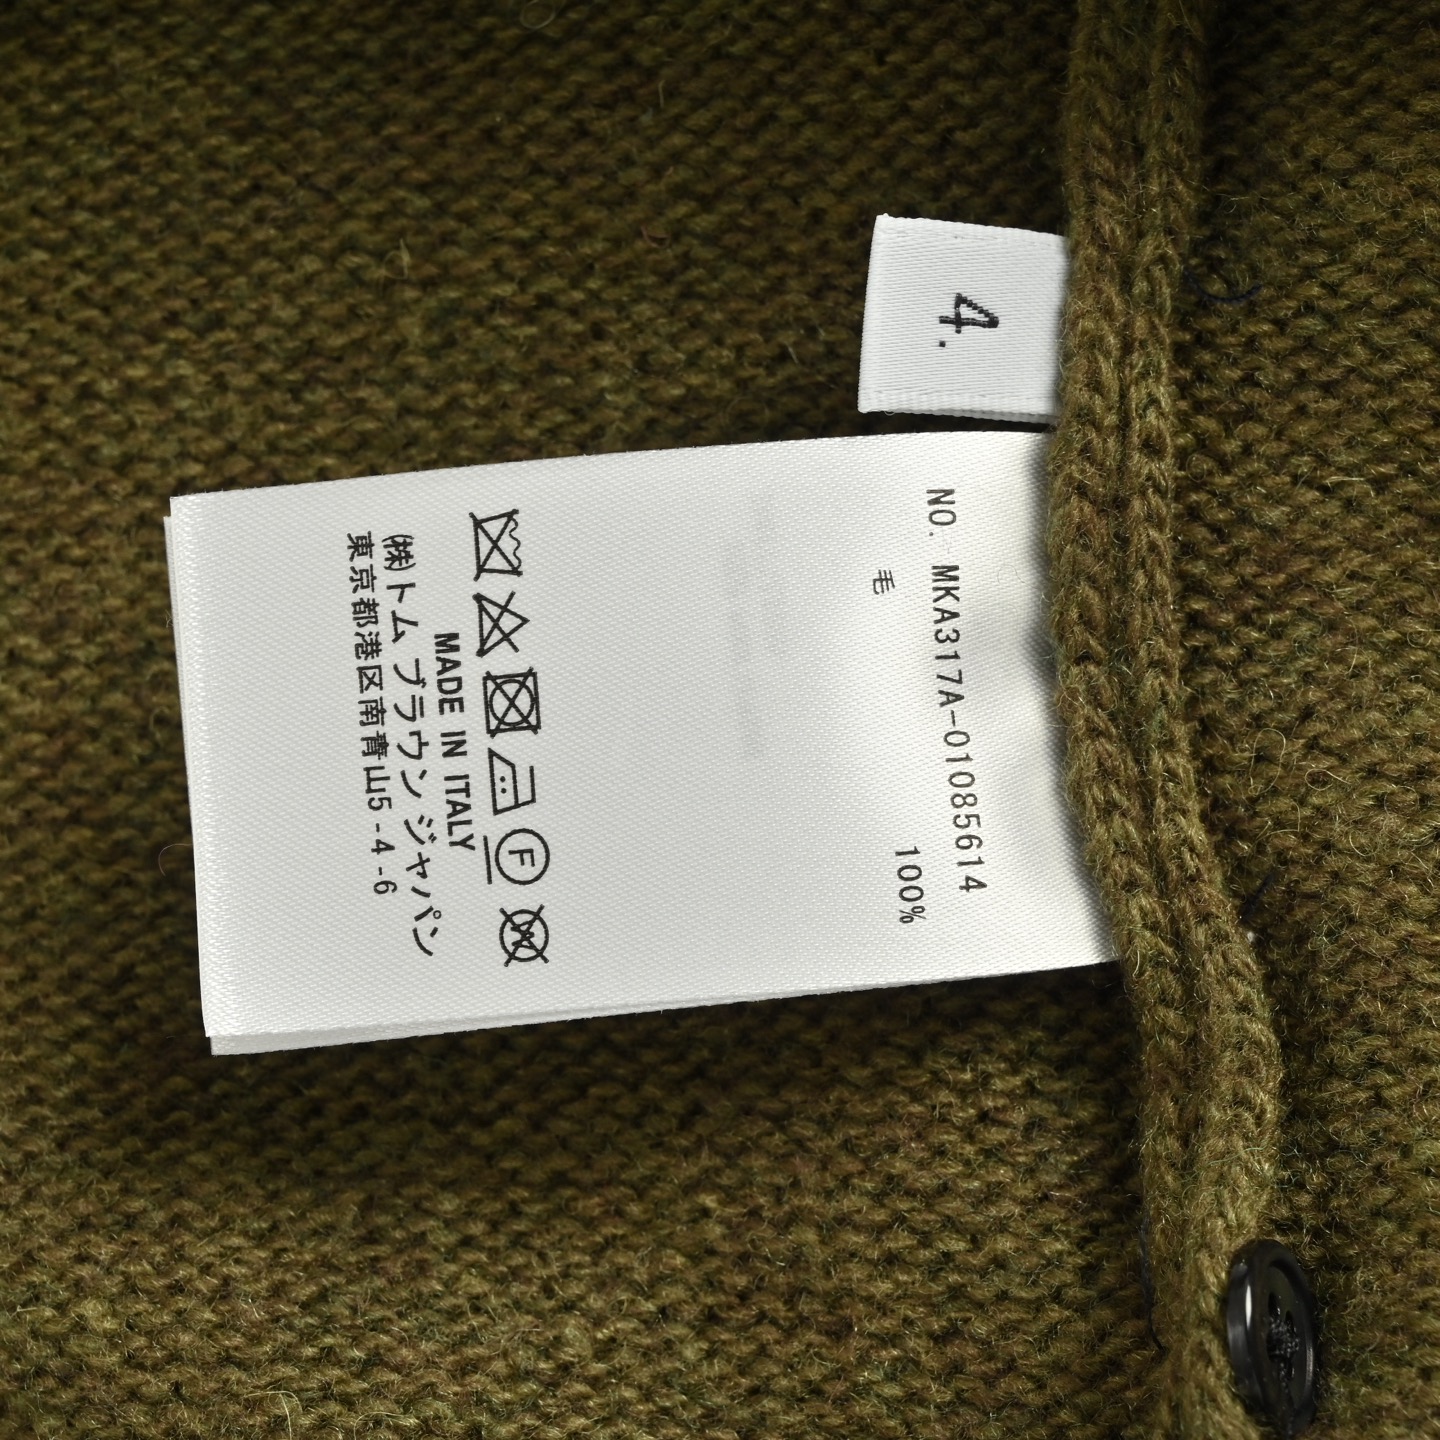 4.
NO. MKA317A-01085614
毛 100%
F
MADE IN ITALY
㈱トム ブラウン ジャパン
東京都港区南青山5-4-6